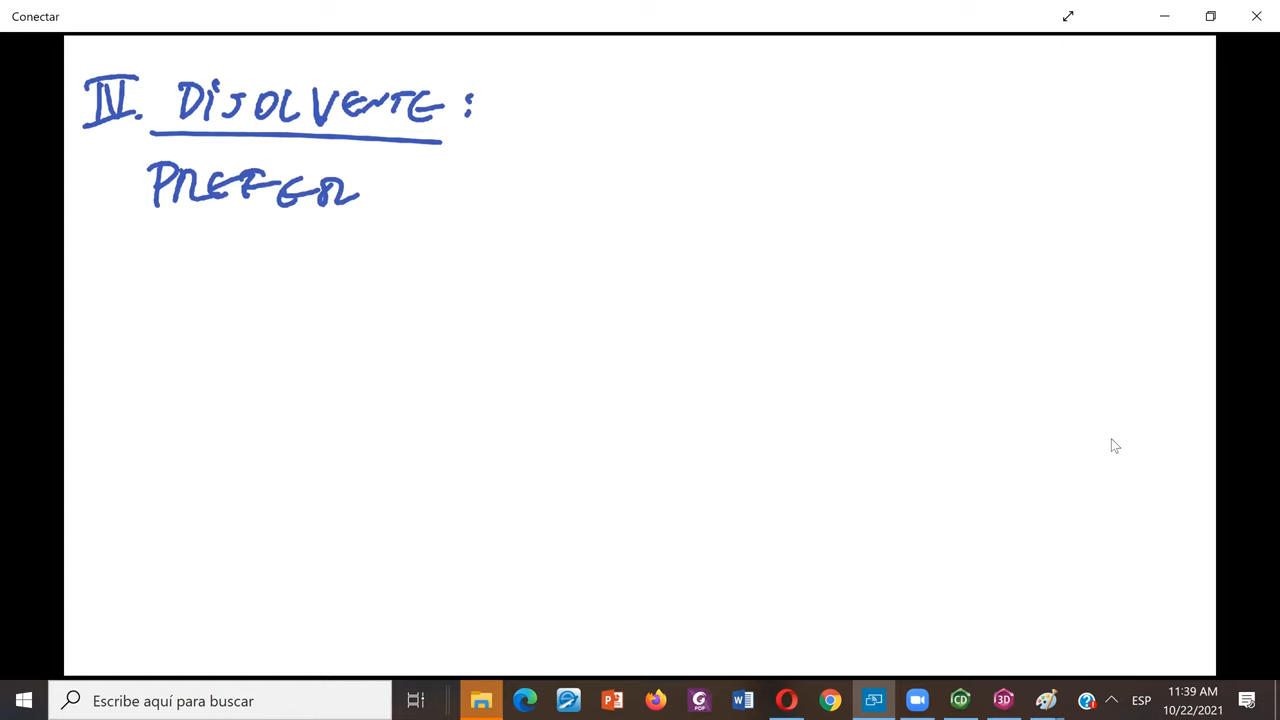 Conectar
IV. DISOLVENTE:
PREFER
Escribe aquí para buscar
ESP
11:39 AM
10/22/2021